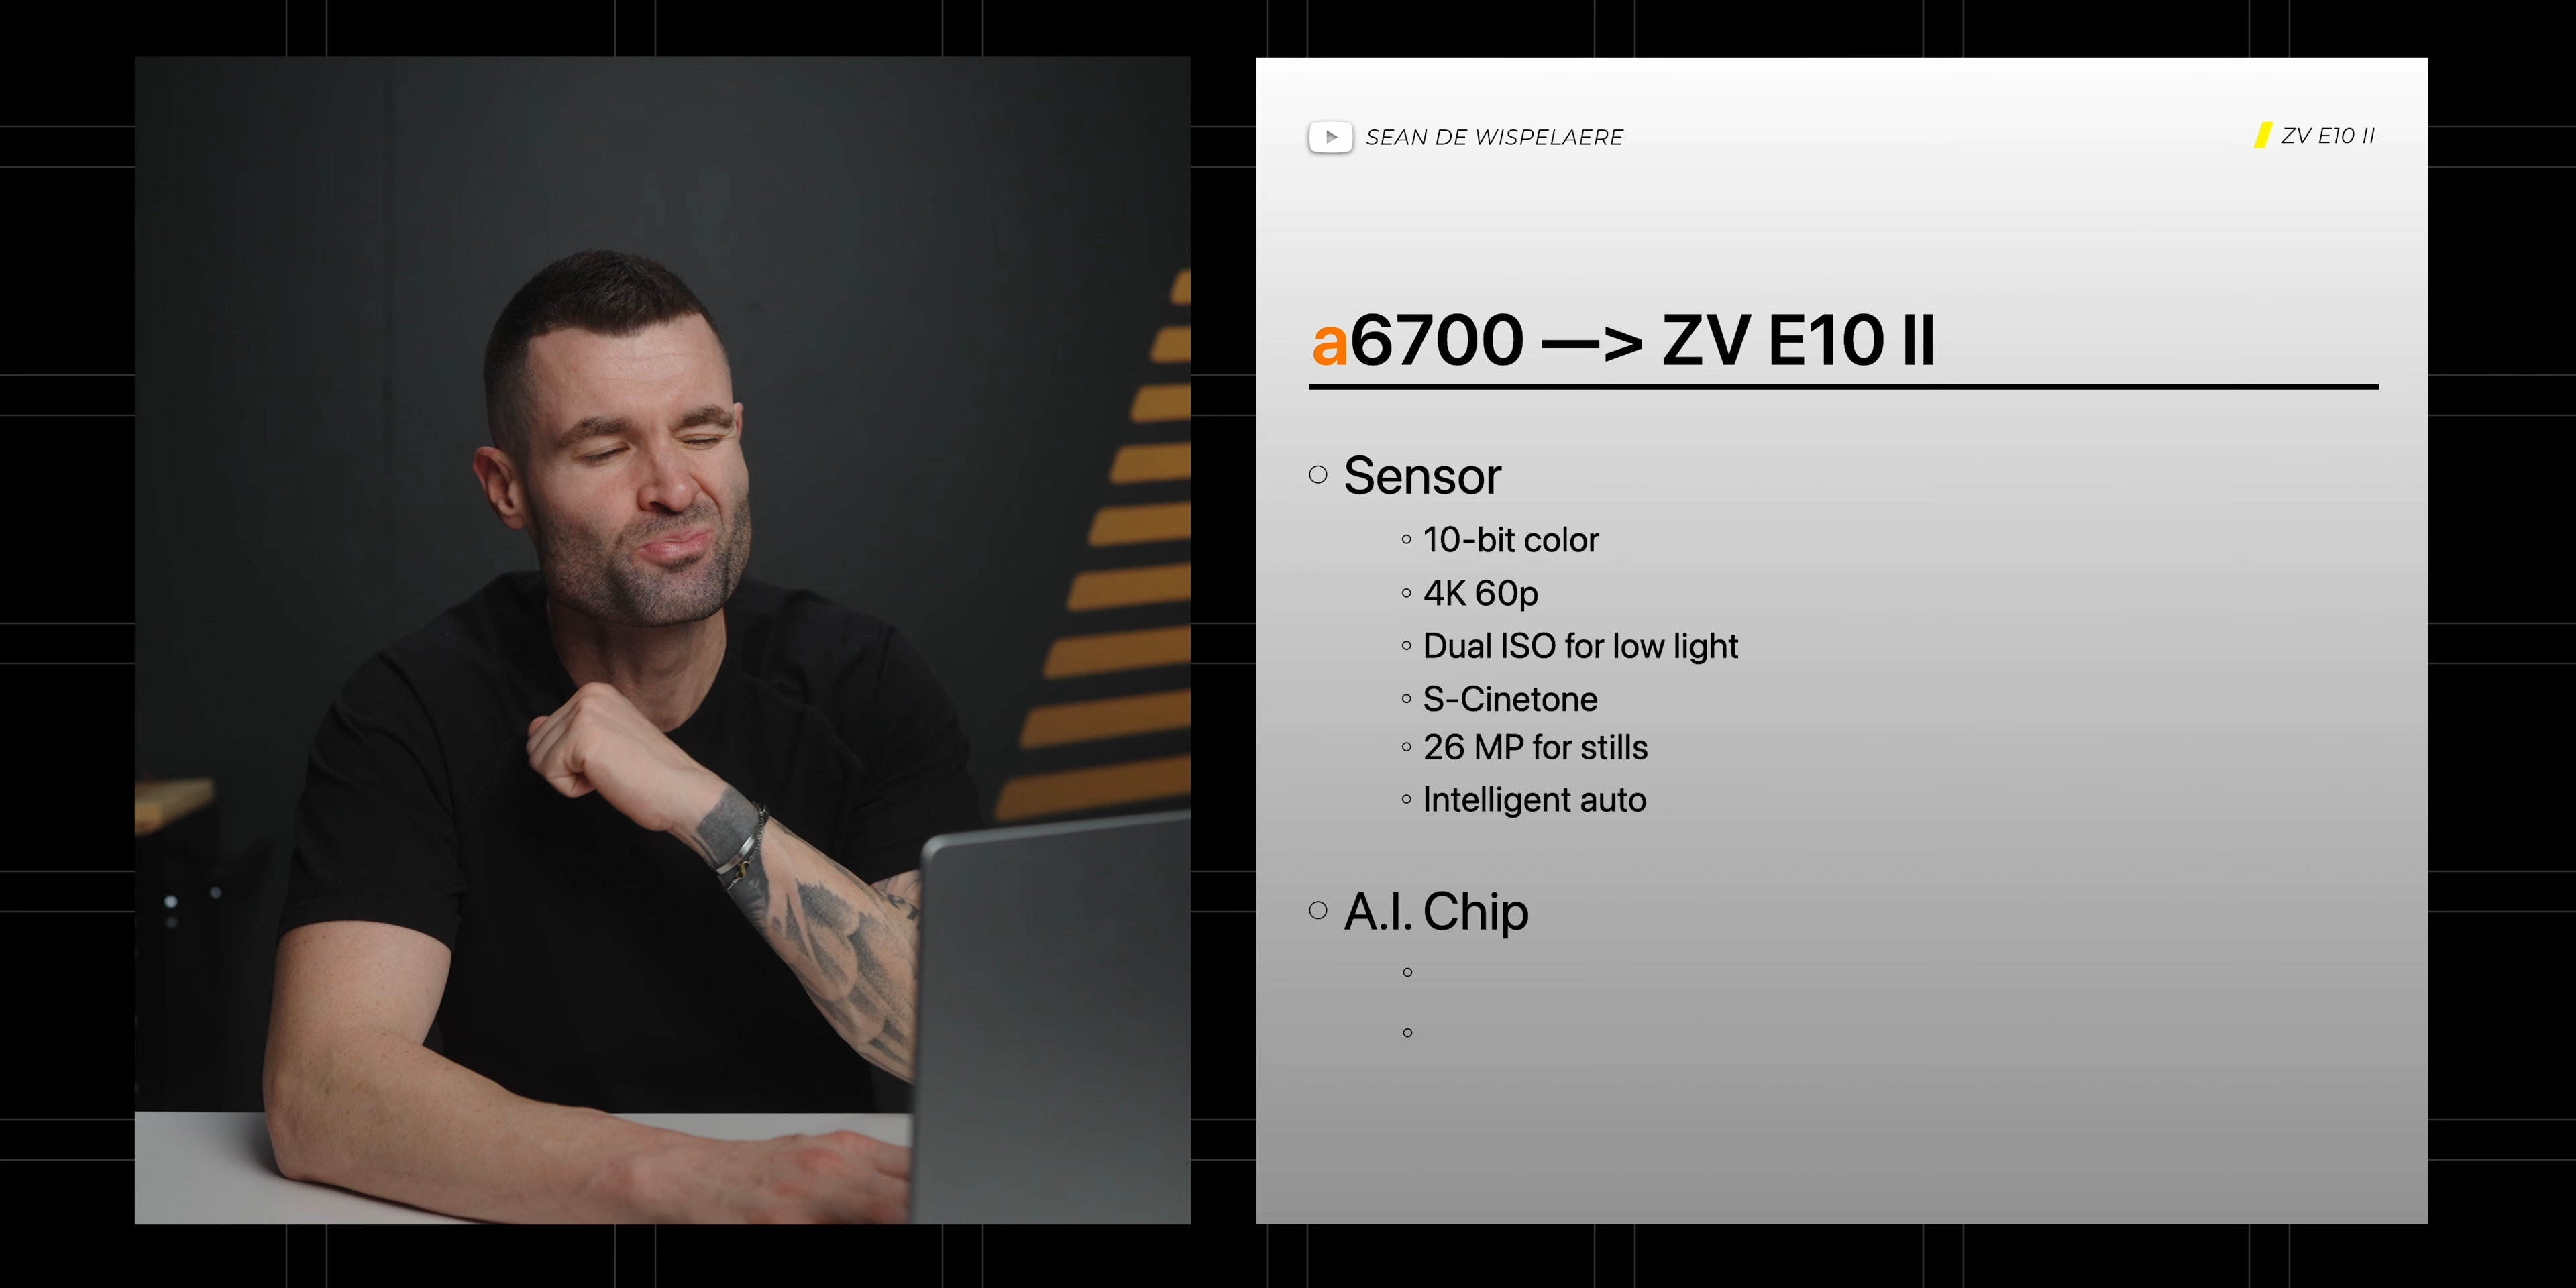 SEAN DE WISPELAERE
ZV E10 II
a6700 —> ZV E10 II
Sensor
10-bit color
4K 60p
Dual ISO for low light
S-Cinetone
26 MP for stills
Intelligent auto
A.I. Chip